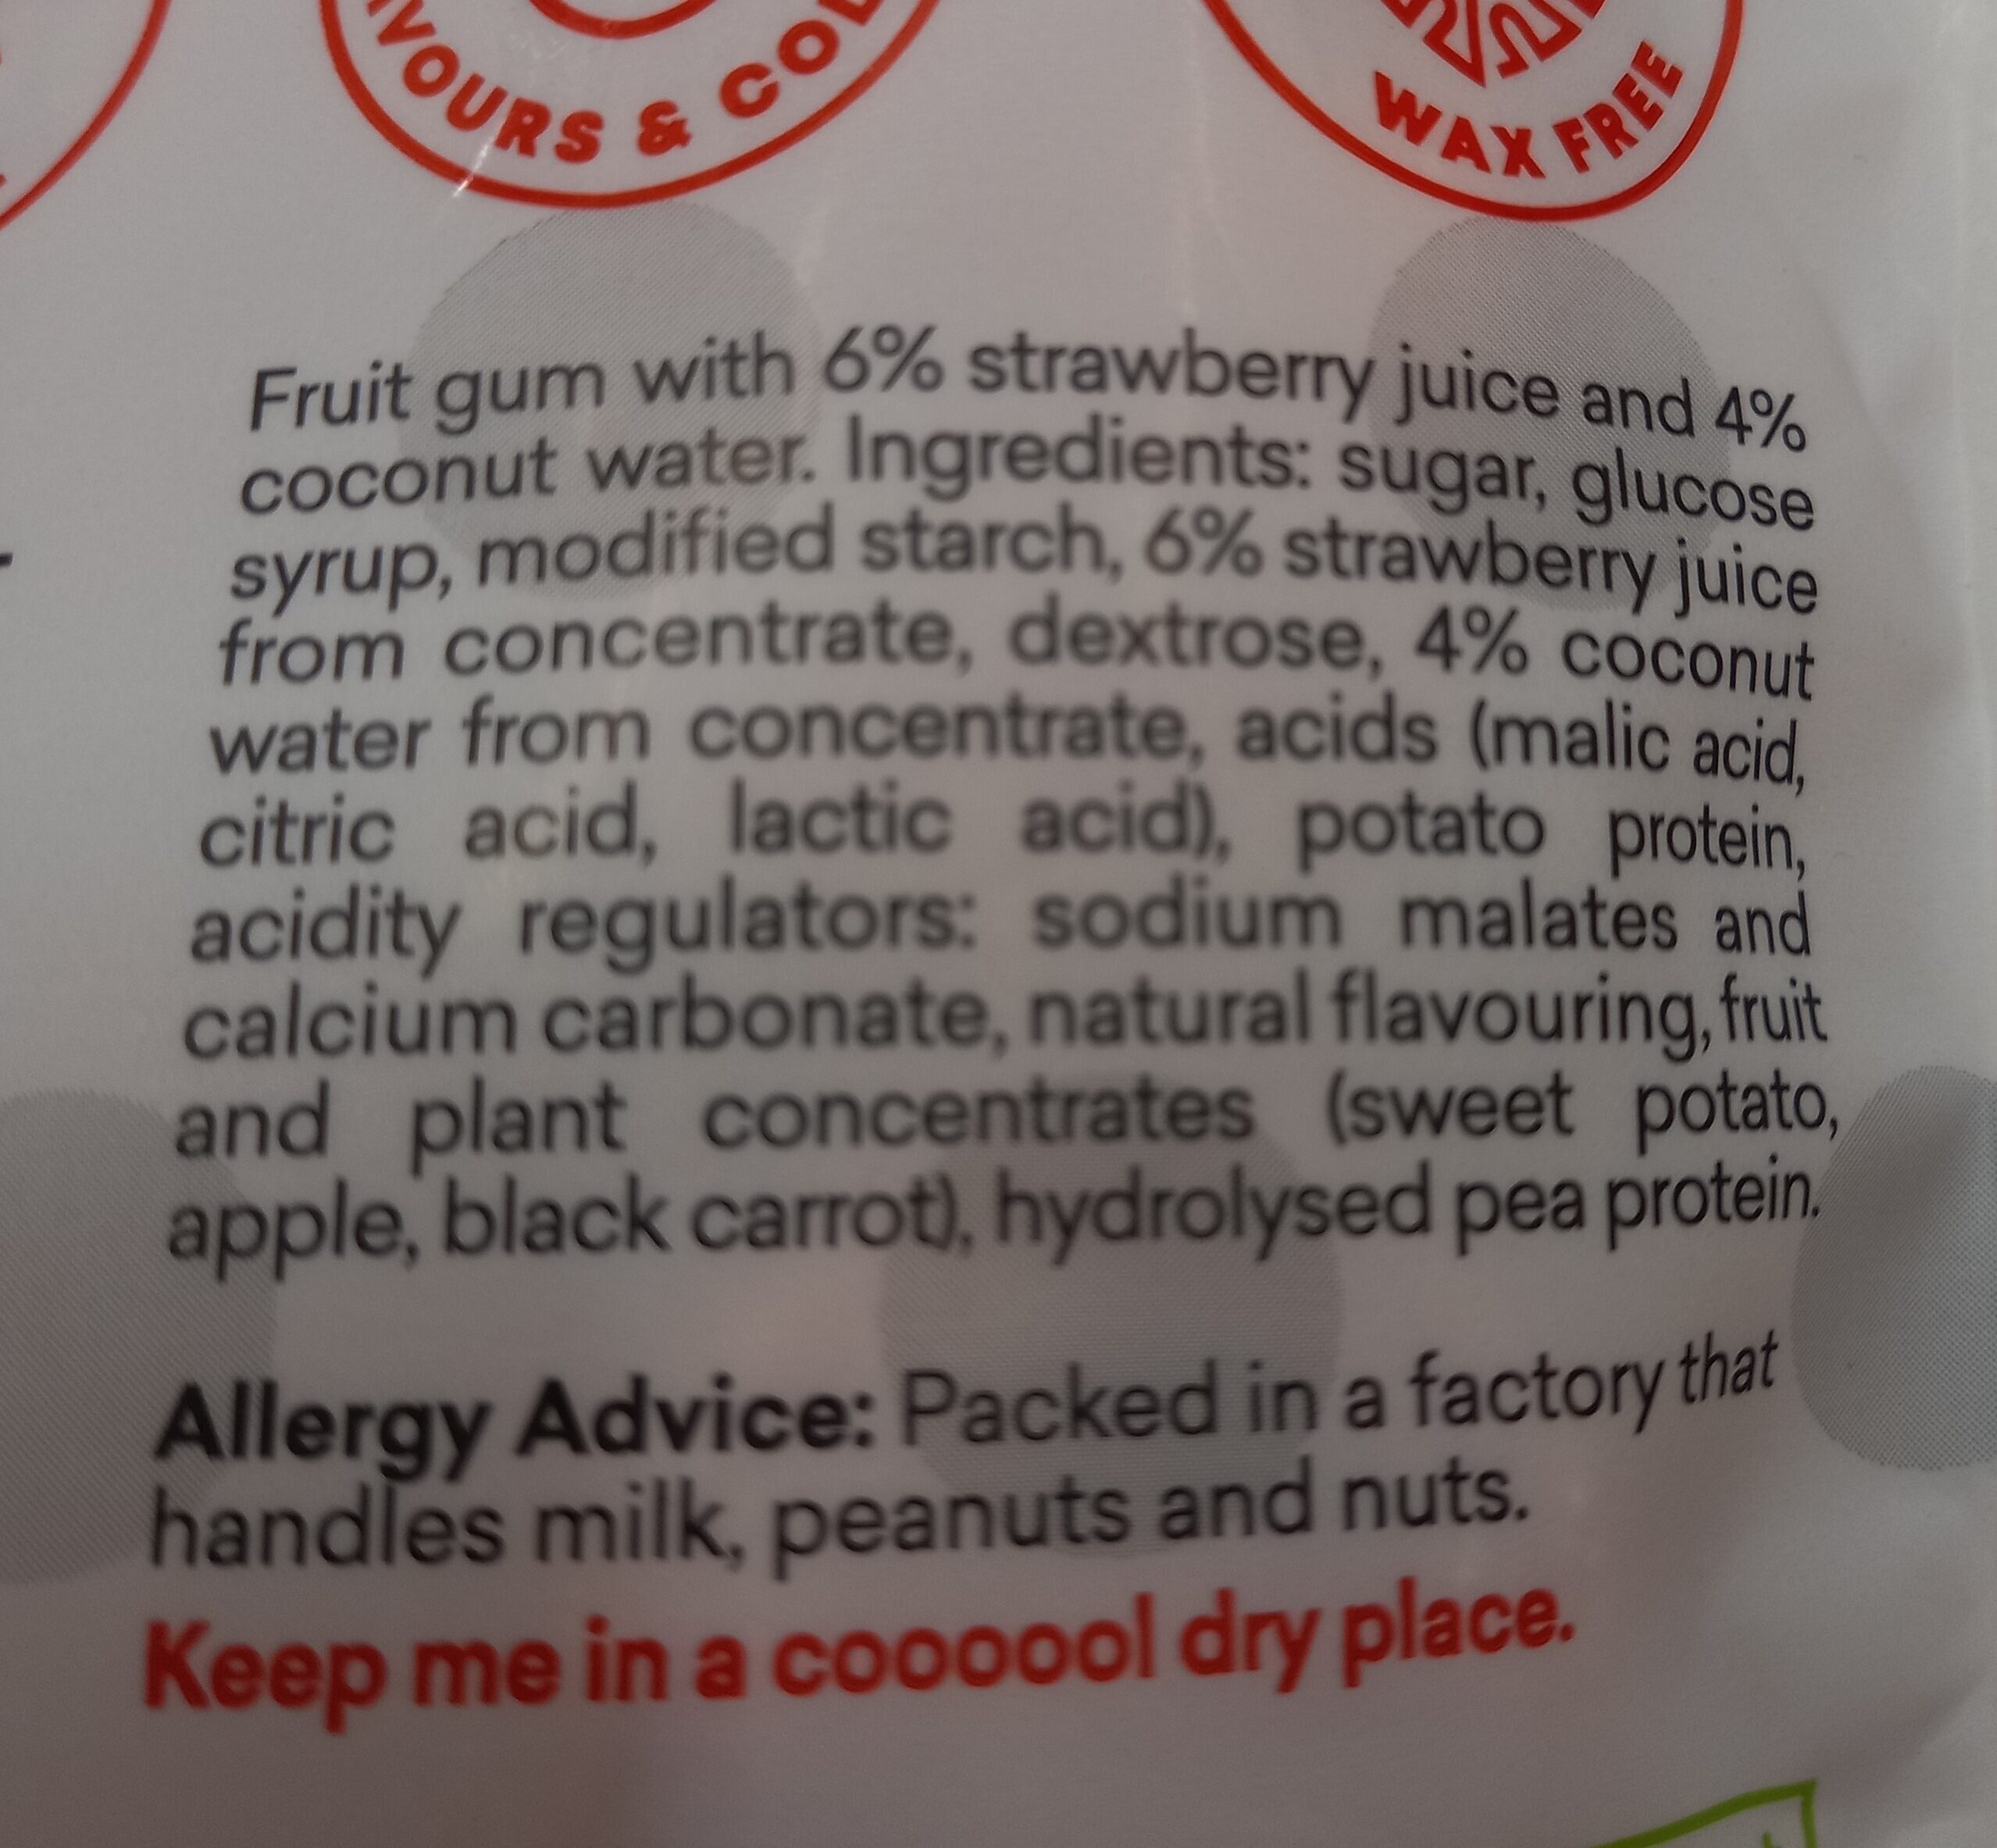 VOURS & CO
WAX FREE
Fruit gum with 6% strawberry juice and 4%
coconut water. Ingredients: sugar, glucose
syrup, modified starch, 6% strawberry juice
from concentrate, dextrose, 4% coconut
water from concentrate, acids (malic acid,
citric acid, lactic acid), potato protein,
acidity regulators: sodium malates and
calcium carbonate, natural flavouring, fruit
and plant concentrates (sweet potato,
apple, black carrot), hydrolysed pea protein.
Allergy Advice: Packed in a factory that
handles milk, peanuts and nuts.
Keep me in a coooool dry place.